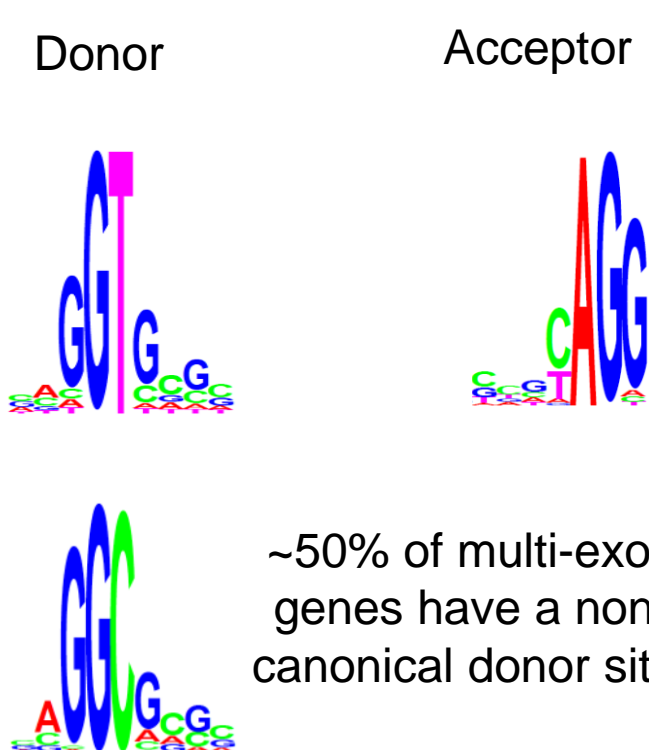 Donor
Acceptor
~50% of multi-exo
genes have a non
canonical donor sit